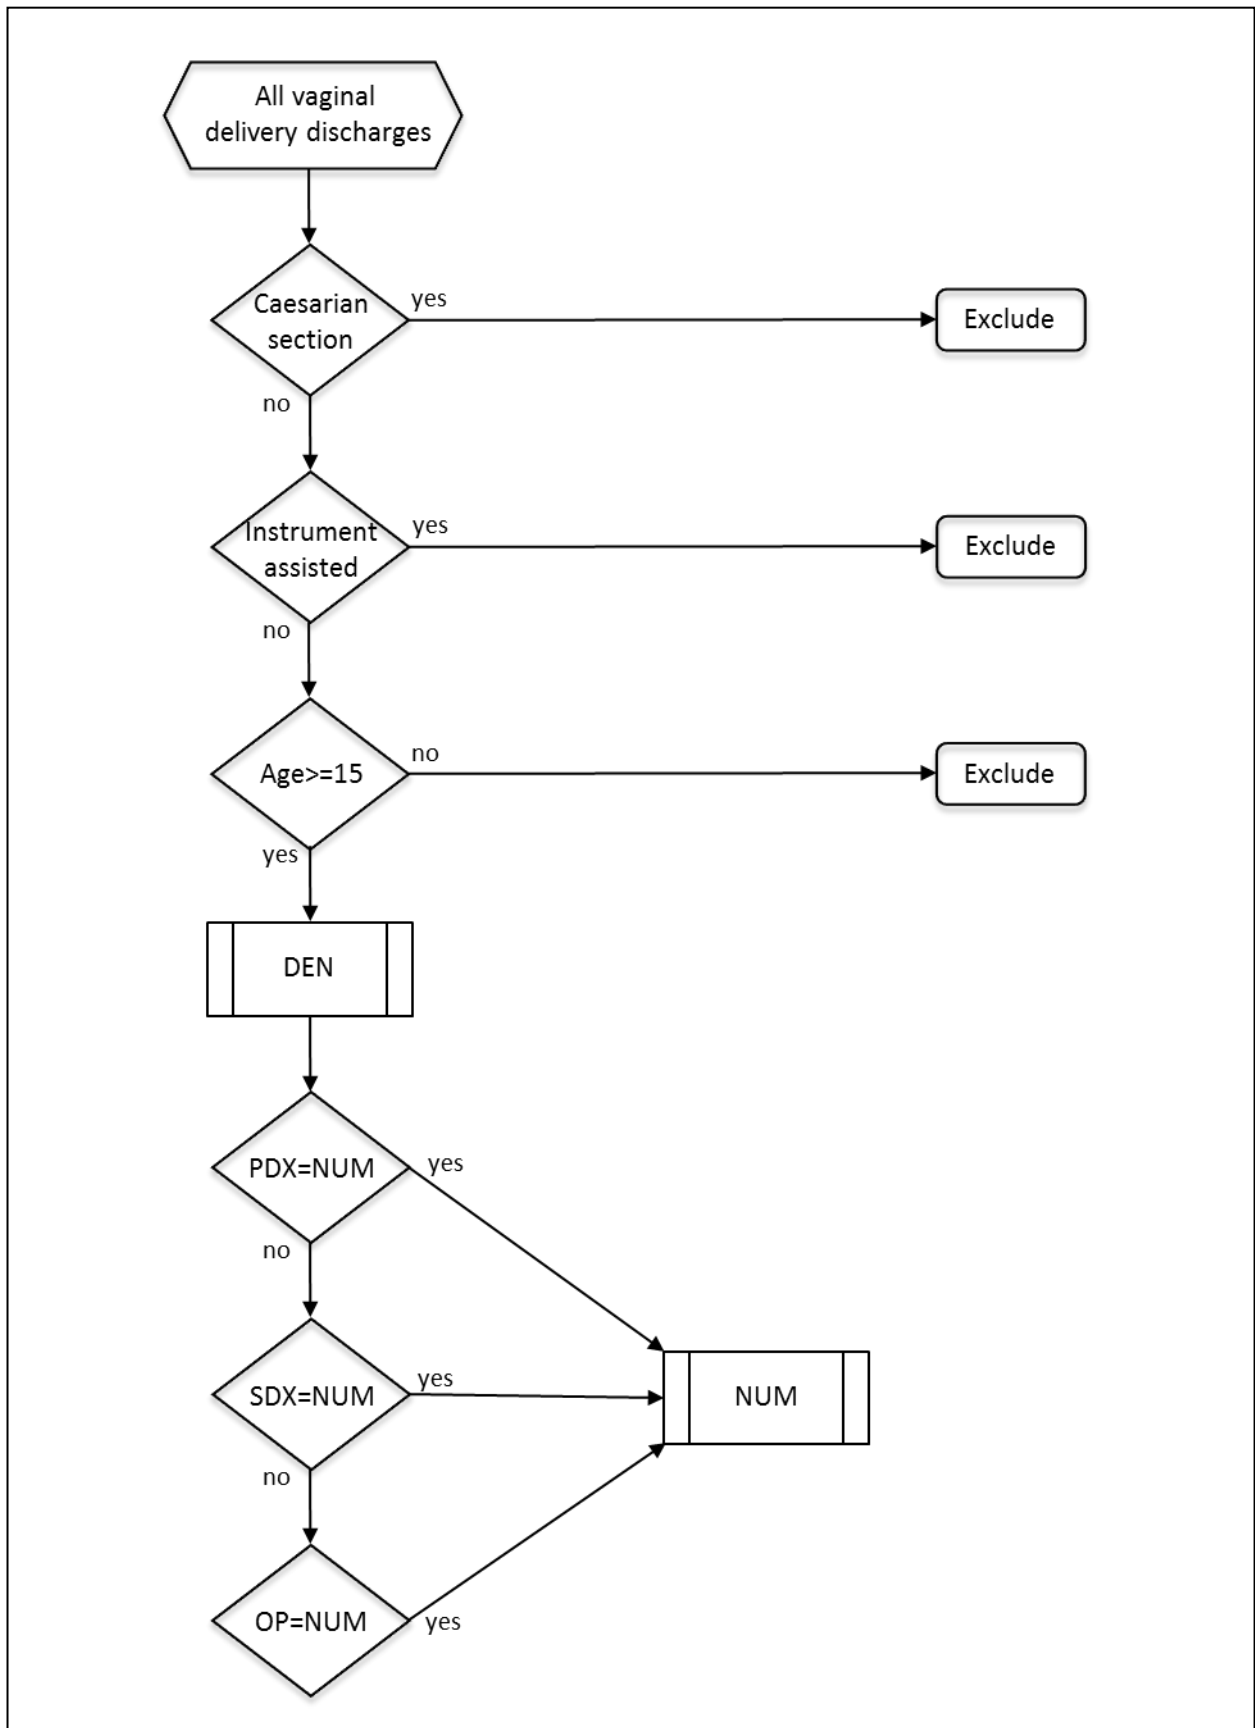 All vaginal
delivery discharges
Caesarian
section
yes
Exclude
no
Instrument
assisted
yes
Exclude
no
Age>=15
no
Exclude
yes
DEN
PDX=NUM
yes
no
SDX=NUM
yes
NUM
no
OP=NUM
yes